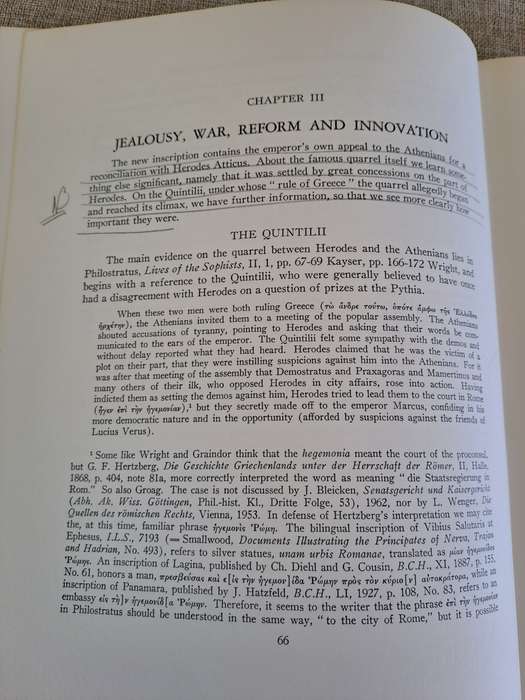 CHAPTER III
JEALOUSY, WAR, REFORM AND INNOVATION
The new inscription contains the emperor's own appeal to the Athenians for a
reconciliation with Herodes Atticus. About the famous quarrel itself we learn some-
thing else significant, namely that it was settled by great concessions on the part of
Herodes. On the Quintilii, under whose "rule of Greece" the quarrel allegedly began
and reached its climax, we have further information, so that we see more clearly how
important they were.
THE QUINTILII
The main evidence on the quarrel between Herodes and the Athenians lies in
Philostratus, Lives of the Sophists, II, 1, pp. 67-69 Kayser, pp. 166-172 Wright, and
begins with a reference to the Quintilii, who were generally believed to have once
had a disagreement with Herodes on a question of prizes at the Pythia.
When these two men were both ruling Greece (τὼ ἄνδρε τούτω, ὁπότε ἄμφω τῆς Ἑλλάδος
ἠρχέτην), the Athenians invited them to a meeting of the popular assembly. The Athenians
shouted accusations of tyranny, pointing to Herodes and asking that their words be com-
municated to the ears of the emperor. The Quintilii felt some sympathy with the demos and
without delay reported what they had heard. Herodes claimed that he was the victim of a
plot on their part, that they were instilling suspicions against him into the Athenians. For it
was after that meeting of the assembly that Demostratus and Praxagoras and Mamertinus and
many others of their ilk, who opposed Herodes in city affairs, rose into action. Having
indicted them as setting the demos against him, Herodes tried to lead them to the court in Rome
(ἦγεν ἐπὶ τὴν ἡγεμονίαν),¹ but they secretly made off to the emperor Marcus, confiding in his
more democratic nature and in the opportunity (afforded by suspicions against the friends of
Lucius Verus).
¹ Some like Wright and Graindor think that the hegemonia meant the court of the proconsul,
but G. F. Hertzberg, Die Geschichte Griechenlands unter der Herrschaft der Römer, II, Halle,
1868, p. 404, note 81a, more correctly interpreted the word as meaning "die Staatsregierung in
Rom." So also Groag. The case is not discussed by J. Bleicken, Senatsgericht und Kaisergericht
(Abh. Ak. Wiss. Göttingen, Phil.-hist. Kl., Dritte Folge, 53), 1962, nor by L. Wenger, Die
Quellen des römischen Rechts, Vienna, 1953. In defense of Hertzberg's interpretation we may cite
the, at this time, familiar phrase ἡγεμονὶς Ῥώμη. The bilingual inscription of Vibius Salutaris at
Ephesus, I.L.S., 7193 (= Smallwood, Documents Illustrating the Principates of Nerva, Trajan
and Hadrian, No. 493), refers to silver statues, unam urbis Romanae, translated as μίαν ἡγεμονίδος
Ῥώμης. An inscription of Lagina, published by Ch. Diehl and G. Cousin, B.C.H., XI, 1887, p. 155,
No. 61, honors a man, πρεσβεύσας καὶ ε[ἰς τὴν ἡγεμον]ίδα Ῥώμην πρὸς τὸν κύριο[ν] αὐτοκράτορα, while an
inscription of Panamara, published by J. Hatzfeld, B.C.H., LI, 1927, p. 108, No. 83, refers to an
embassy εἰς τὴ]ν ἡγεμονίδ[α Ῥώμην. Therefore, it seems to the writer that the phrase ἐπὶ τὴν ἡγεμονίαν
in Philostratus should be understood in the same way, "to the city of Rome," but it is possible
66